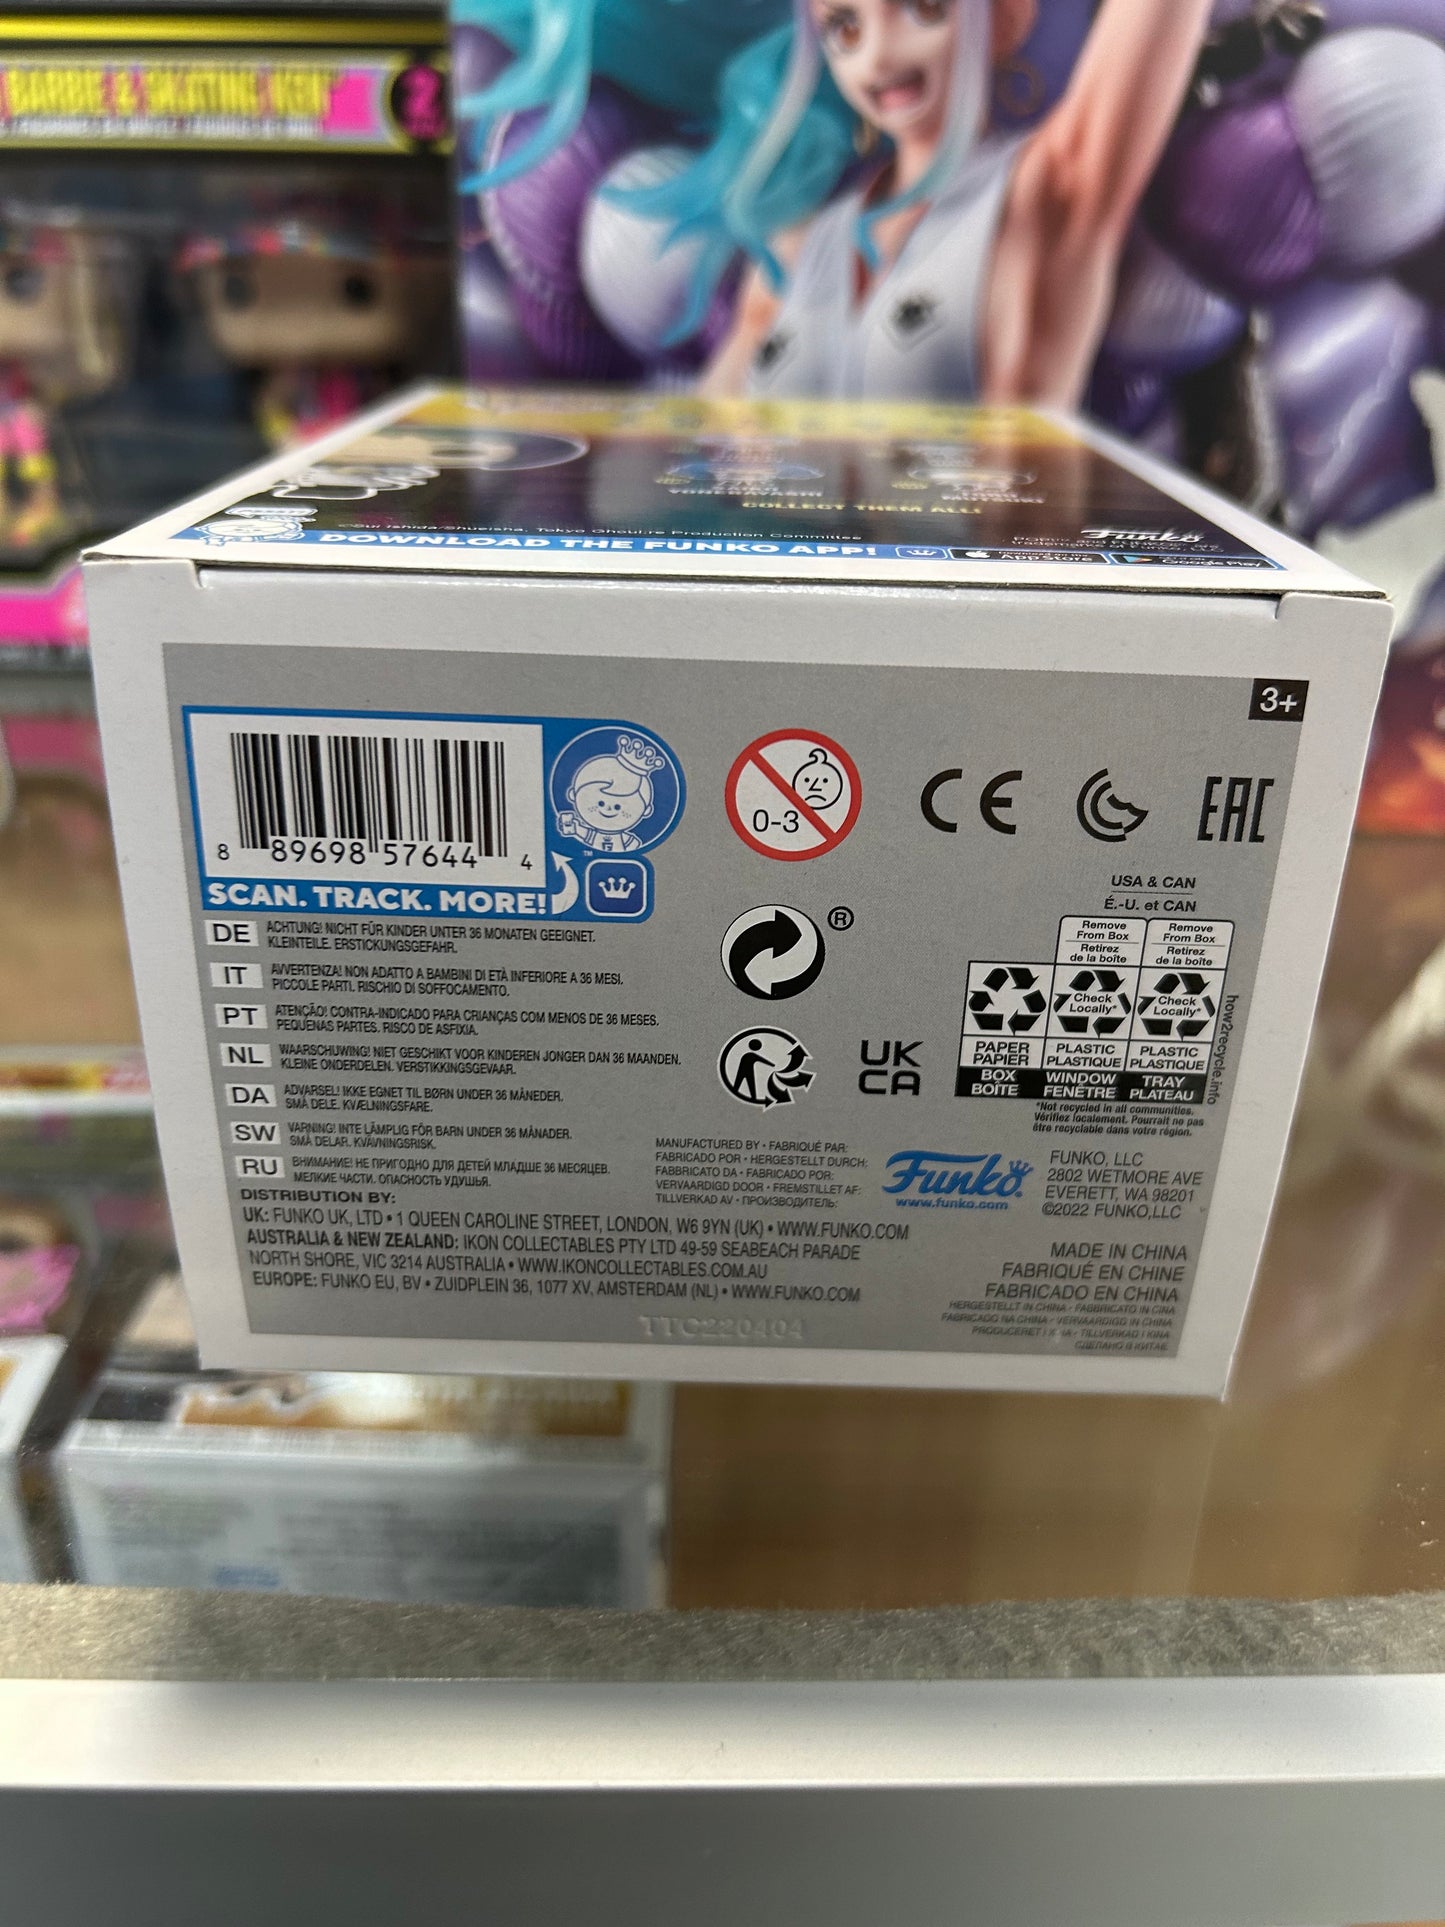 BARBIE & SKATING KEN
2
YONEBAYASHI
COLLECT THEM ALL!
©Sui Ishida/Shueisha, Tokyo Ghoul:re Production Committee
Funko
DOWNLOAD THE FUNKO APP!
APP Store
Google Play
3+
8 89698 57644 4
™
SCAN. TRACK. MORE!
0-3
CE
EAC
®
UK
CA
DE ACHTUNG! NICHT FÜR KINDER UNTER 36 MONATEN GEEIGNET.
KLEINTEILE. ERSTICKUNGSGEFAHR.
IT AVVERTENZA! NON ADATTO A BAMBINI DI ETÀ INFERIORE A 36 MESI.
PICCOLE PARTI. RISCHIO DI SOFFOCAMENTO.
PT ATENÇÃO! CONTRA-INDICADO PARA CRIANÇAS COM MENOS DE 36 MESES.
PEQUENAS PARTES. RISCO DE ASFIXIA.
NL WAARSCHUWING! NIET GESCHIKT VOOR KINDEREN JONGER DAN 36 MAANDEN.
KLEINE ONDERDELEN. VERSTIKKINGSGEVAAR.
DA ADVARSEL! IKKE EGNET TIL BØRN UNDER 36 MÅNEDER.
SMÅ DELE. KVÆLNINGSFARE.
SW VARNING! INTE LÄMPLIG FÖR BARN UNDER 36 MÅNADER.
SMÅ DELAR. KVÄVNINGSRISK.
RU ВНИМАНИЕ! НЕ ПРИГОДНО ДЛЯ ДЕТЕЙ МЛАДШЕ 36 МЕСЯЦЕВ.
МЕЛКИЕ ЧАСТИ. ОПАСНОСТЬ УДУШЬЯ.
USA & CAN
É.-U. et CAN
Remove
From Box
Retirez
de la boîte
Remove
From Box
Retirez
de la boîte
Check
Locally*
Check
Locally*
PAPER
PAPIER
PLASTIC
PLASTIQUE
PLASTIC
PLASTIQUE
BOX
BOÎTE
WINDOW
FENÊTRE
TRAY
PLATEAU
how2recycle.info
*Not recycled in all communities.
Vérifiez localement. Pourrait ne pas
être recyclable dans votre région.
MANUFACTURED BY • FABRIQUÉ PAR:
FABRICADO POR • HERGESTELLT DURCH:
FABBRICATO DA • FABRICADO POR:
VERVAARDIGD DOOR • FREMSTILLET AF:
TILLVERKAD AV • ПРОИЗВОДИТЕЛЬ:
Funko®
www.funko.com
FUNKO, LLC
2802 WETMORE AVE
EVERETT, WA 98201
©2022 FUNKO,LLC
DISTRIBUTION BY:
UK: FUNKO UK, LTD • 1 QUEEN CAROLINE STREET, LONDON, W6 9YN (UK) • WWW.FUNKO.COM
AUSTRALIA & NEW ZEALAND: IKON COLLECTABLES PTY LTD 49-59 SEABEACH PARADE
NORTH SHORE, VIC 3214 AUSTRALIA • WWW.IKONCOLLECTABLES.COM.AU
EUROPE: FUNKO EU, BV • ZUIDPLEIN 36, 1077 XV, AMSTERDAM (NL) • WWW.FUNKO.COM
MADE IN CHINA
FABRIQUÉ EN CHINE
FABRICADO EN CHINA
HERGESTELLT IN CHINA • FABBRICATO IN CINA
FABRICADO NA CHINA • VERVAARDIGD IN CHINA
PRODUCERET I KINA • TILLVERKAD I KINA
СДЕЛАНО В КИТАЕ
TTC220404